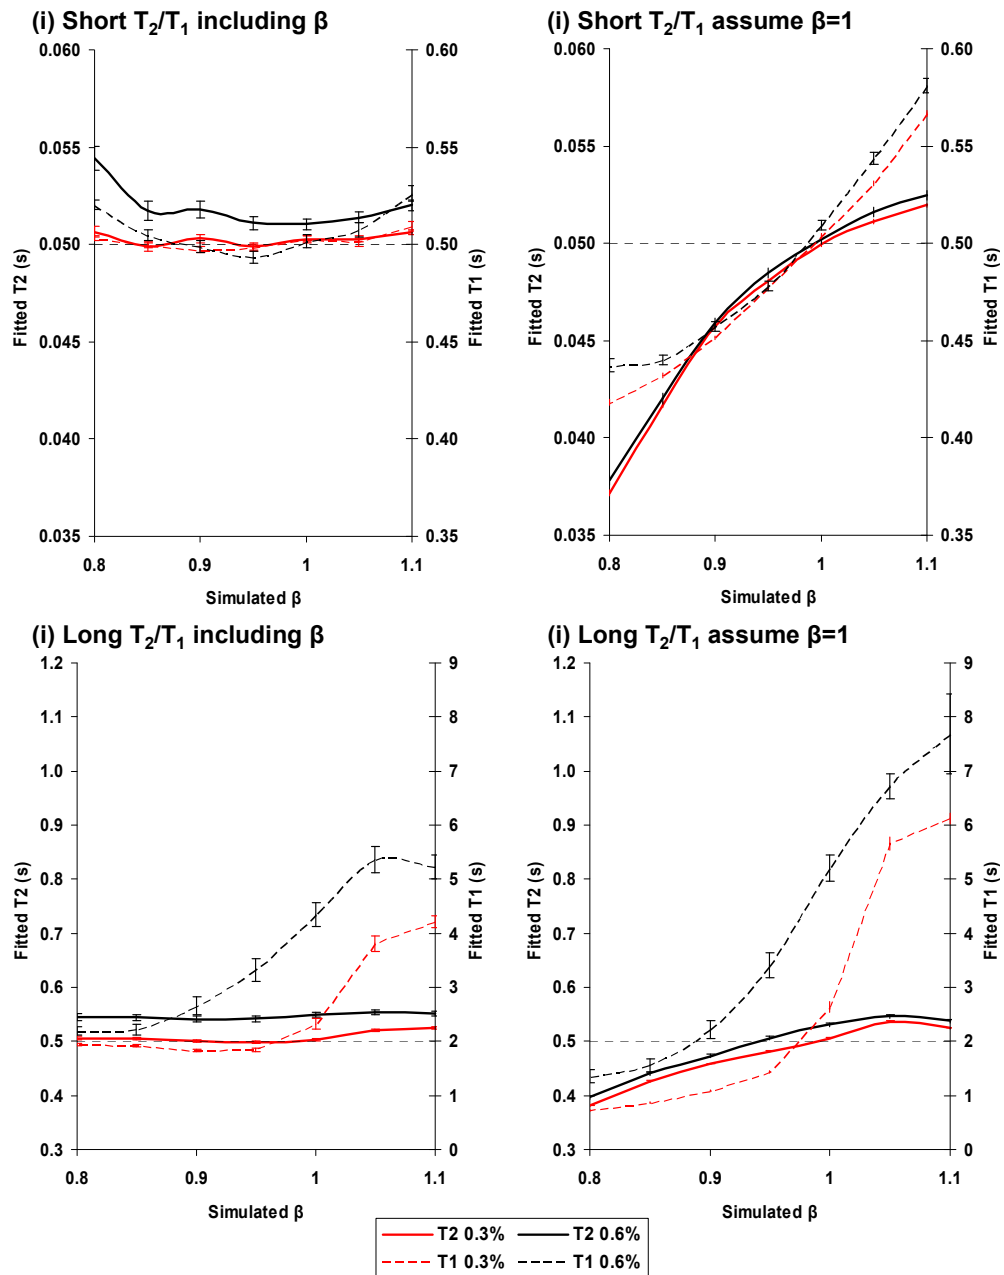 (i) Short T2/T1 including β
0.060
0.055
0.050
0.045
0.040
0.035
Fitted T2 (s)
0.60
0.55
0.50
0.45
0.40
0.35
Fitted T1 (s)
0.8 0.9 1 1.1
Simulated β
(i) Short T2/T1 assume β=1
0.060
0.055
0.050
0.045
0.040
0.035
Fitted T2 (s)
0.60
0.55
0.50
0.45
0.40
0.35
Fitted T1 (s)
0.8 0.9 1 1.1
Simulated β
(i) Long T2/T1 including β
1.2
1.1
1.0
0.9
0.8
0.7
0.6
0.5
0.4
0.3
Fitted T2 (s)
9
8
7
6
5
4
3
2
1
0
Fitted T1 (s)
0.8 0.9 1 1.1
Simulated β
(i) Long T2/T1 assume β=1
1.2
1.1
1.0
0.9
0.8
0.7
0.6
0.5
0.4
0.3
Fitted T2 (s)
9
8
7
6
5
4
3
2
1
0
Fitted T1 (s)
0.8 0.9 1 1.1
Simulated β
T2 0.3% T2 0.6%
T1 0.3% T1 0.6%